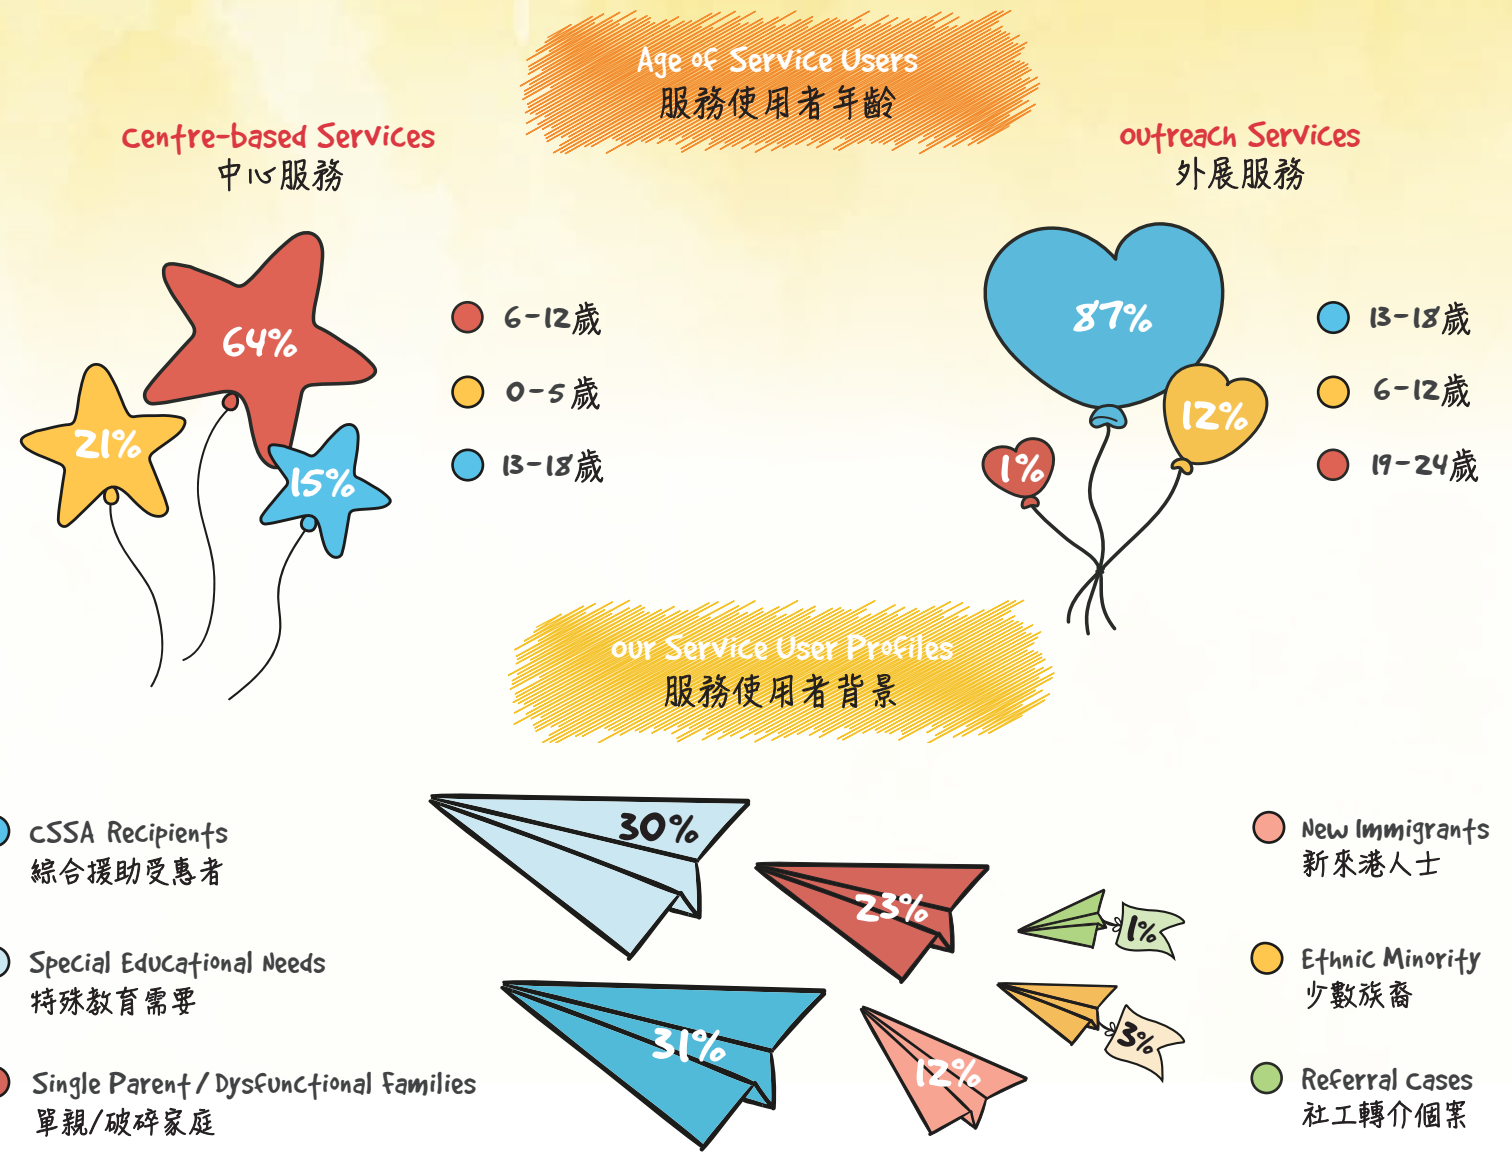 Age of Service Users
服務使用者年齡
Centre-based Services
中心服務
64%
21%
15%
6-12歲
0-5歲
13-18歲
Outreach Services
外展服務
87%
12%
1%
13-18歲
6-12歲
19-24歲
Our Service User Profiles
服務使用者背景
CSSA Recipients
綜合援助受惠者
Special Educational Needs
特殊教育需要
Single Parent / Dysfunctional Families
單親/破碎家庭
30%
23%
1%
31%
12%
3%
New Immigrants
新來港人士
Ethnic Minority
少數族裔
Referral Cases
社工轉介個案